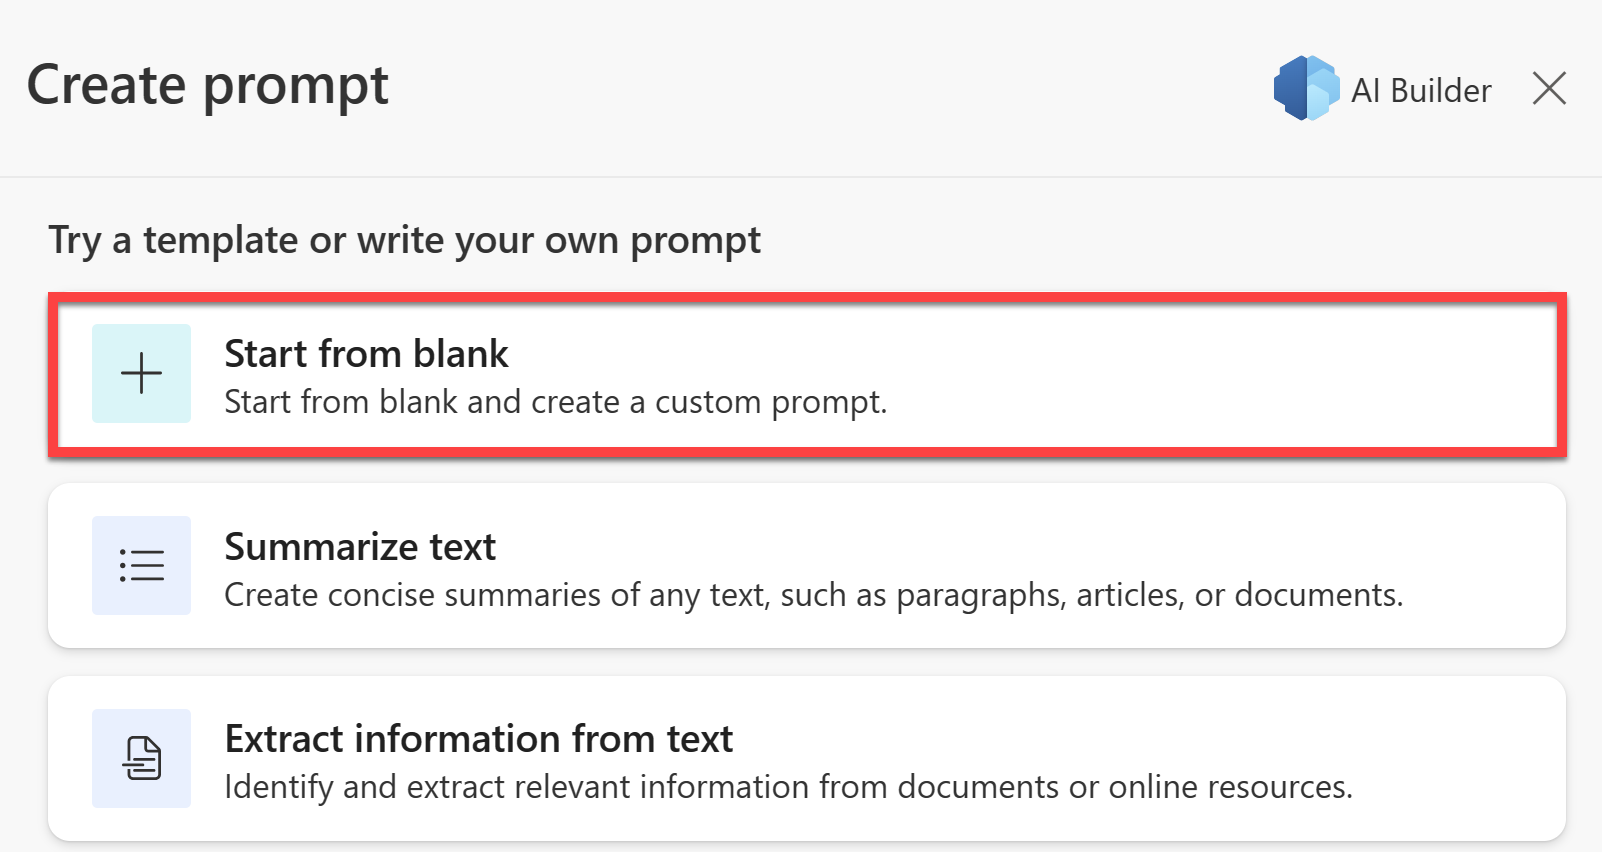 Create prompt
AI Builder
Try a template or write your own prompt
Start from blank
Start from blank and create a custom prompt.
Summarize text
Create concise summaries of any text, such as paragraphs, articles, or documents.
Extract information from text
Identify and extract relevant information from documents or online resources.